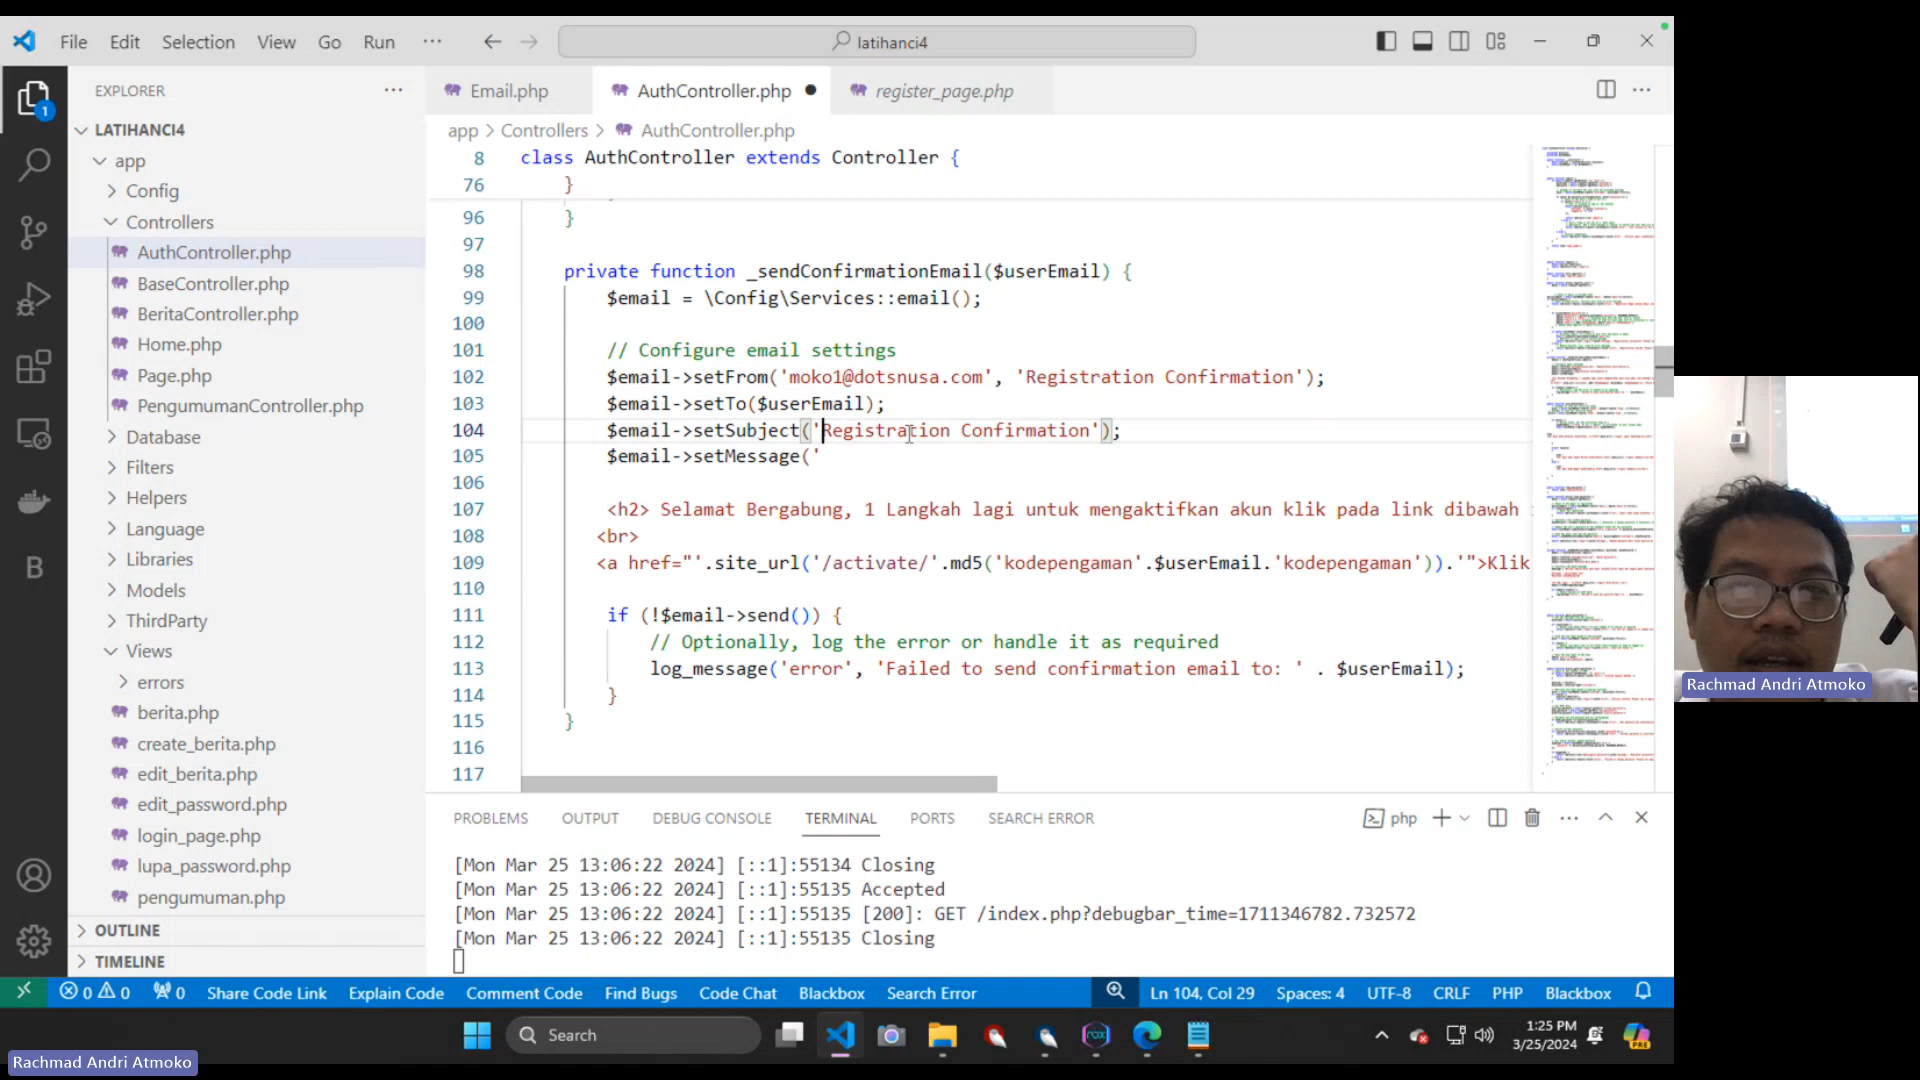 File Edit Selection View Go Run ··· latihanci4
EXPLORER
Email.php AuthController.php register_page.php
LATIHANCI4
app > Controllers > AuthController.php
app
Config
Controllers
AuthController.php
BaseController.php
BeritaController.php
Home.php
Page.php
PengumumanController.php
Database
Filters
Helpers
Language
Libraries
Models
ThirdParty
Views
errors
berita.php
create_berita.php
edit_berita.php
edit_password.php
login_page.php
lupa_password.php
pengumuman.php
OUTLINE
TIMELINE
8 class AuthController extends Controller {
76 }
96 }
97
98 private function _sendConfirmationEmail($userEmail) {
99 $email = \Config\Services::email();
100
101 // Configure email settings
102 $email->setFrom('moko1@dotsnusa.com', 'Registration Confirmation');
103 $email->setTo($userEmail);
104 $email->setSubject('Registration Confirmation');
105 $email->setMessage('
106
107 <h2> Selamat Bergabung, 1 Langkah lagi untuk mengaktifkan akun klik pada link dibawah
108 <br>
109 <a href="'.site_url('/activate/'.md5('kodepengaman'.$userEmail.'kodepengaman')).'">Klik
110
111 if (!$email->send()) {
112 // Optionally, log the error or handle it as required
113 log_message('error', 'Failed to send confirmation email to: ' . $userEmail);
114 }
115 }
116
117
PROBLEMS OUTPUT DEBUG CONSOLE TERMINAL PORTS SEARCH ERROR php
[Mon Mar 25 13:06:22 2024] [::1]:55134 Closing
[Mon Mar 25 13:06:22 2024] [::1]:55135 Accepted
[Mon Mar 25 13:06:22 2024] [::1]:55135 [200]: GET /index.php?debugbar_time=1711346782.732572
[Mon Mar 25 13:06:22 2024] [::1]:55135 Closing
0 0 0 Share Code Link Explain Code Comment Code Find Bugs Code Chat Blackbox Search Error Ln 104, Col 29 Spaces: 4 UTF-8 CRLF PHP Blackbox
Search
1:25 PM
3/25/2024
Rachmad Andri Atmoko
Rachmad Andri Atmoko